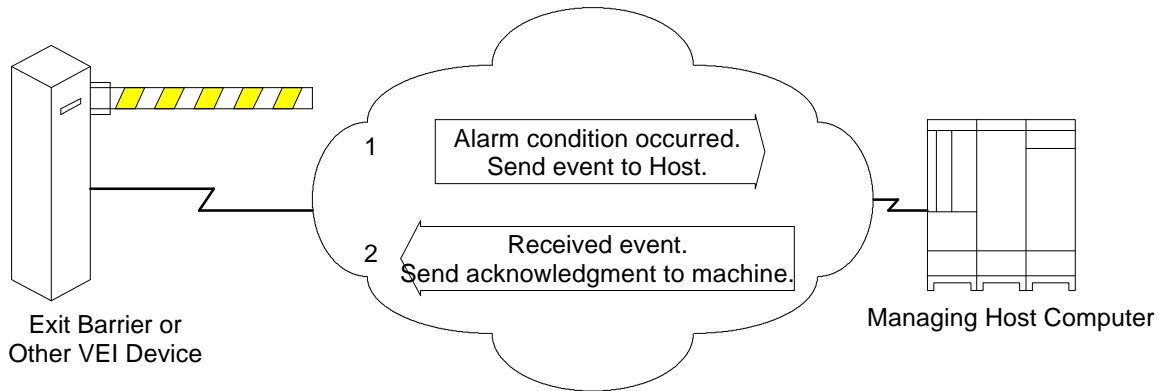 1
Alarm condition occurred.
Send event to Host.
2
Received event.
Send acknowledgment to machine.
Exit Barrier or
Other VEI Device
Managing Host Computer